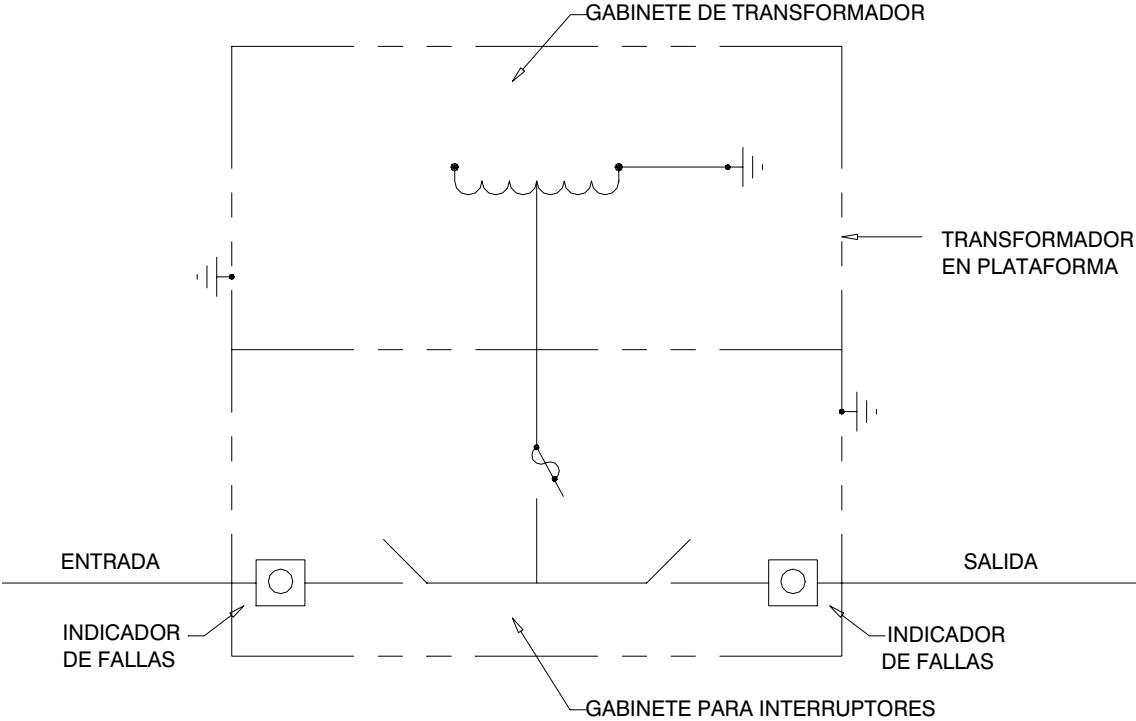 GABINETE DE TRANSFORMADOR
TRANSFORMADOR
EN PLATAFORMA
ENTRADA
SALIDA
INDICADOR
DE FALLAS
INDICADOR
DE FALLAS
GABINETE PARA INTERRUPTORES